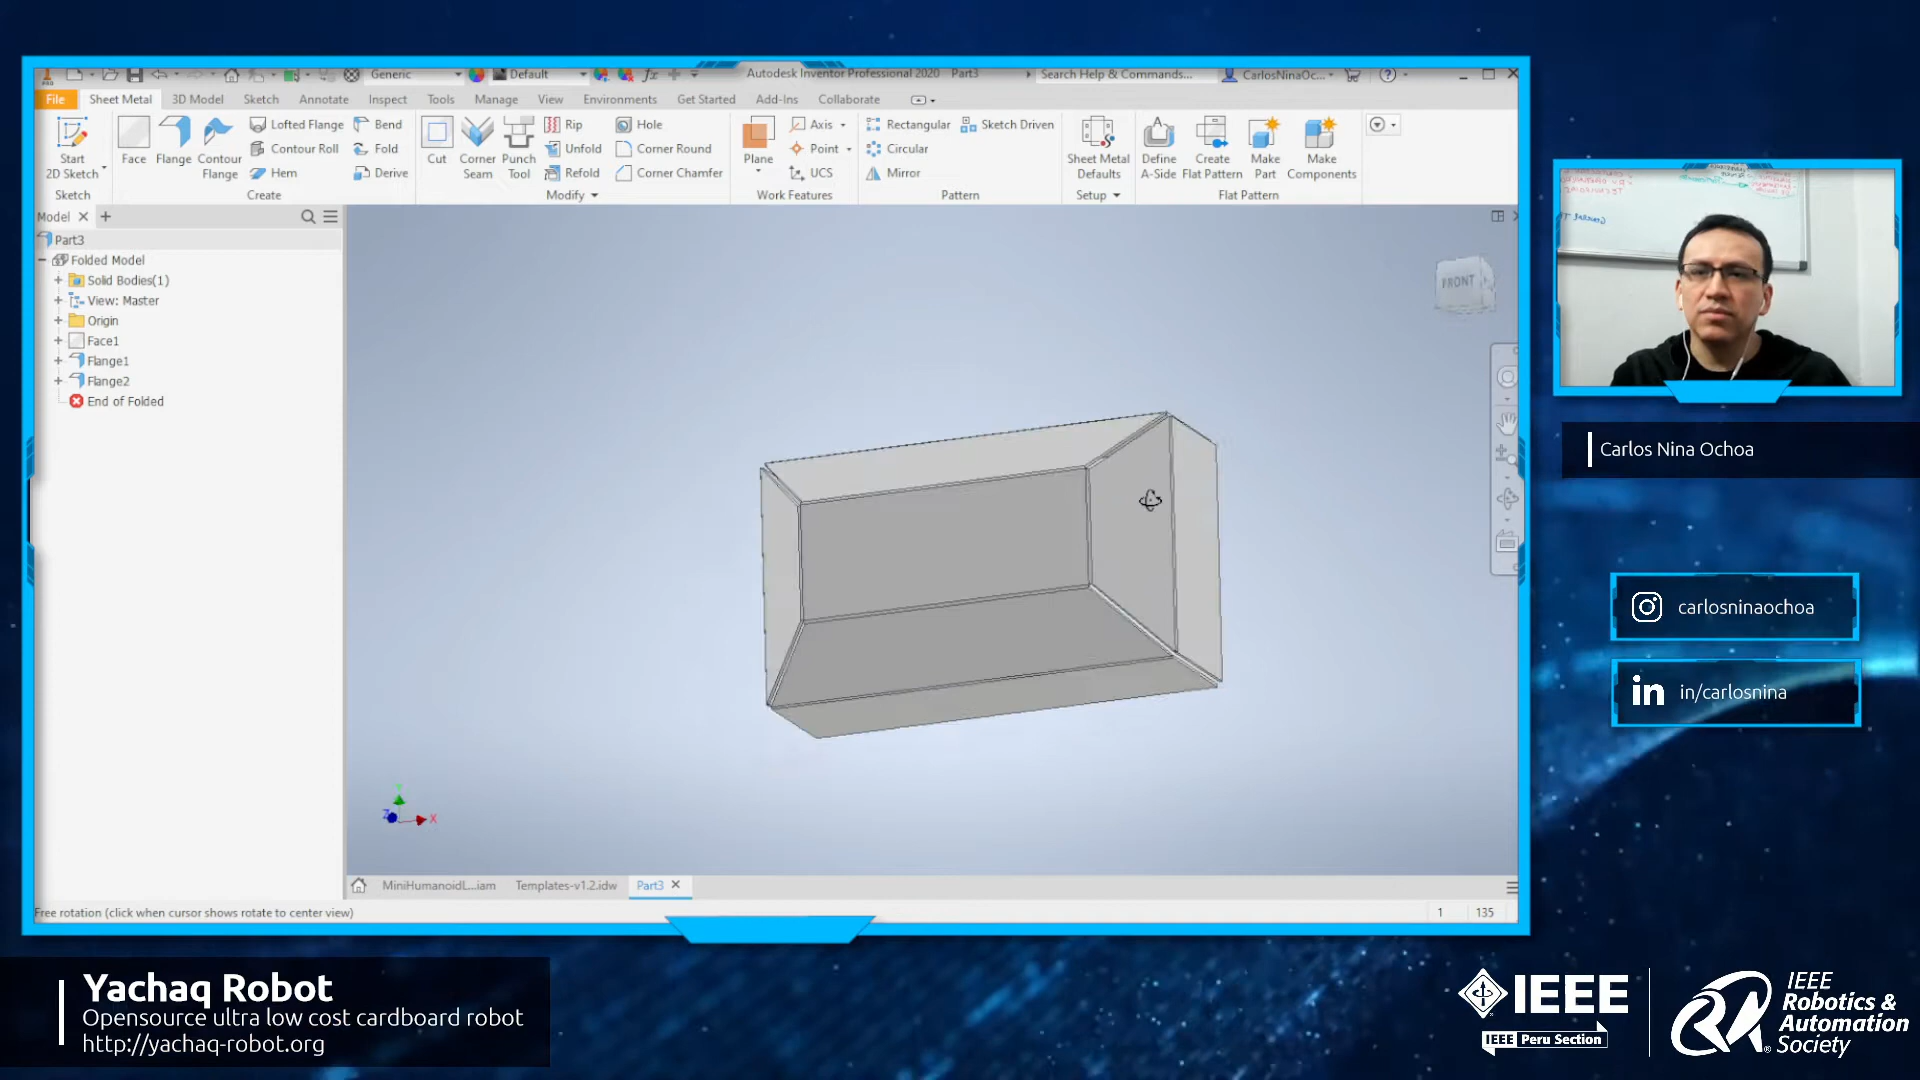 Generic
Default
Autodesk Inventor Professional 2020 Part3
Search Help & Commands...
CarlosNinaOc...
File
Sheet Metal
3D Model
Sketch
Annotate
Inspect
Tools
Manage
View
Environments
Get Started
Add-Ins
Collaborate
Start
2D Sketch
Sketch
Face
Flange
Contour
Flange
Lofted Flange
Contour Roll
Hem
Bend
Fold
Derive
Create
Cut
Corner
Seam
Punch
Tool
Rip
Unfold
Refold
Hole
Corner Round
Corner Chamfer
Modify
Plane
Axis
Point
UCS
Work Features
Rectangular
Circular
Mirror
Sketch Driven
Pattern
Sheet Metal
Defaults
Setup
Define
A-Side
Create
Flat Pattern
Make
Part
Make
Components
Flat Pattern
Model
Part3
Folded Model
Solid Bodies(1)
View: Master
Origin
Face1
Flange1
Flange2
End of Folded
FRONT
Z
X
MiniHumanoidL...iam
Templates-v1.2.idw
Part3
Free rotation (click when cursor shows rotate to center view)
1
135
Carlos Nina Ochoa
carlosninaochoa
in
in/carlosnina
Yachaq Robot
Opensource ultra low cost cardboard robot
http://yachaq-robot.org
IEEE
IEEE Peru Section
RA
IEEE
Robotics &
Automation
Society